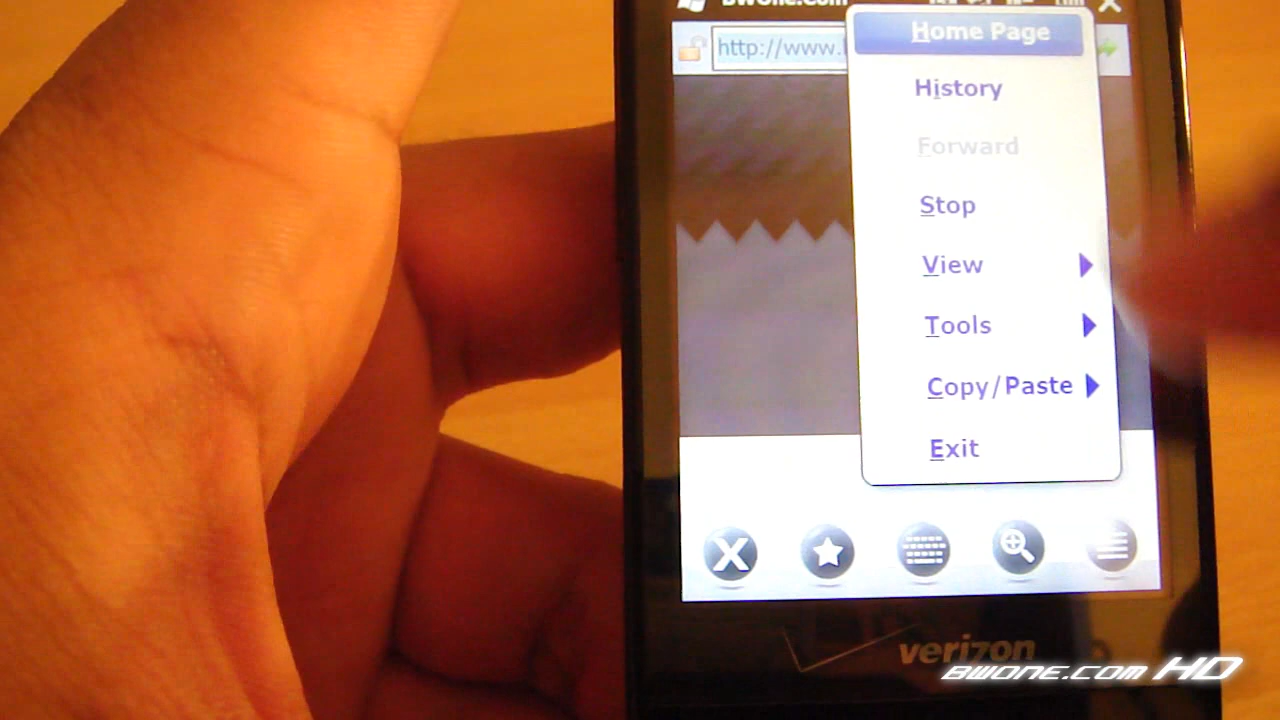 BWOne.com
http://www.
Home Page
History
Forward
Stop
View
Tools
Copy/Paste
Exit
verizon
BWONE.COM HD